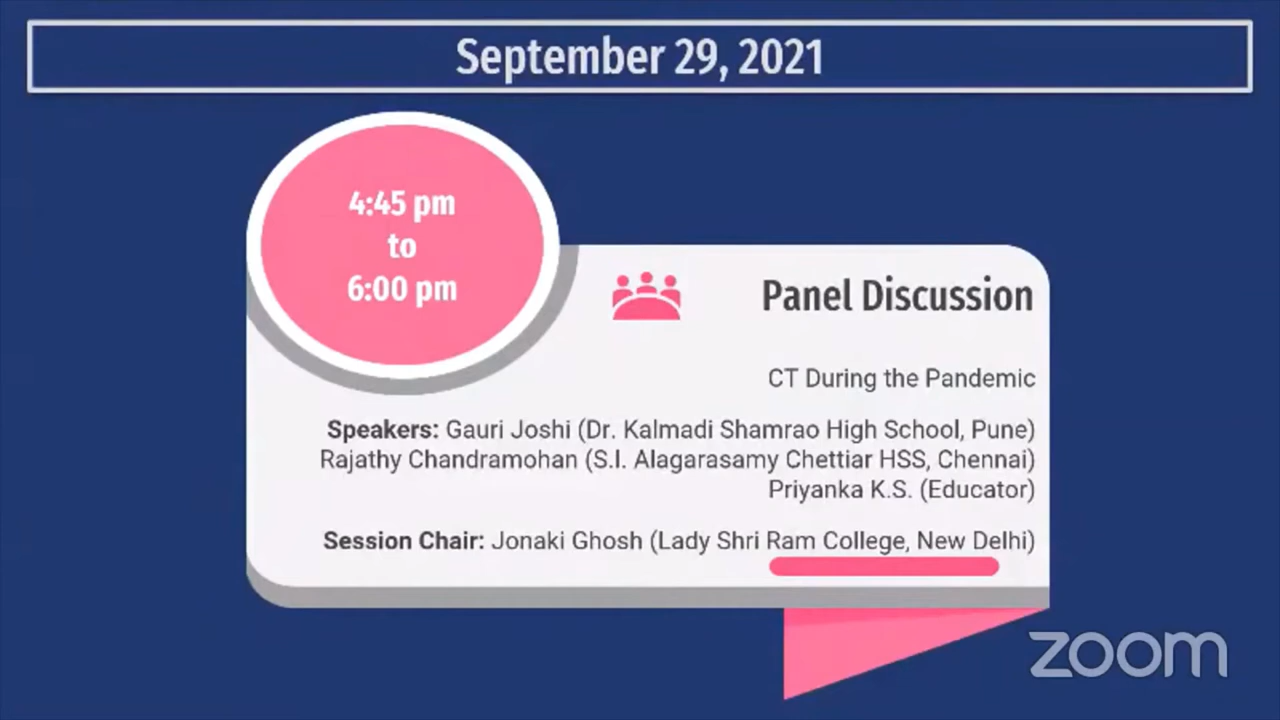 September 29, 2021
4:45 pm
to
6:00 pm
Panel Discussion
CT During the Pandemic
Speakers: Gauri Joshi (Dr. Kalmadi Shamrao High School, Pune)
Rajathy Chandramohan (S.I. Alagarasamy Chettiar HSS, Chennai)
Priyanka K.S. (Educator)
Session Chair: Jonaki Ghosh (Lady Shri Ram College, New Delhi)
zoom